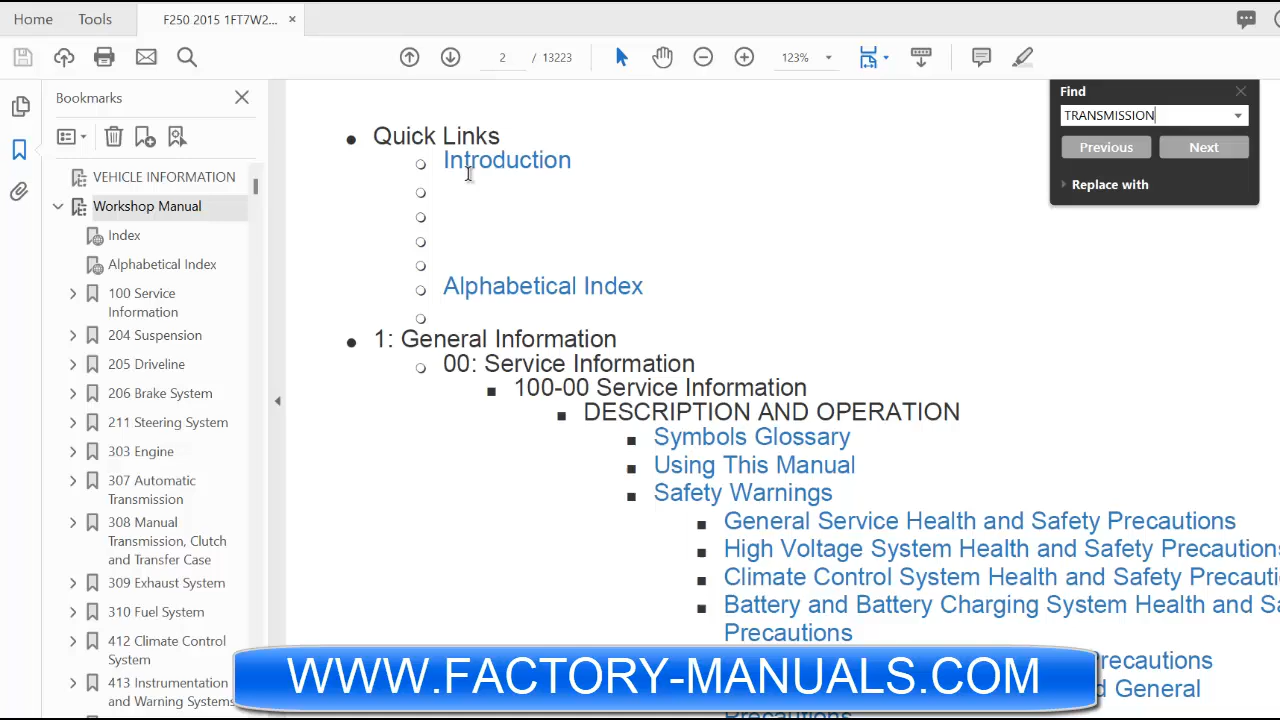 Home
Tools
F250 2015 1FT7W2...
2
/ 13223
123%
Bookmarks
VEHICLE INFORMATION
Workshop Manual
Index
Alphabetical Index
100 Service
Information
204 Suspension
205 Driveline
206 Brake System
211 Steering System
303 Engine
307 Automatic
Transmission
308 Manual
Transmission, Clutch
and Transfer Case
309 Exhaust System
310 Fuel System
412 Climate Control
System
413 Instrumentation
and Warning Systems
Quick Links
Introduction
Alphabetical Index
1: General Information
00: Service Information
100-00 Service Information
DESCRIPTION AND OPERATION
Symbols Glossary
Using This Manual
Safety Warnings
General Service Health and Safety Precautions
High Voltage System Health and Safety Precautions
Climate Control System Health and Safety Precauti
Battery and Battery Charging System Health and Sa
Precautions
recautions
d General
Precautions
Find
TRANSMISSION
Previous
Next
Replace with
WWW.FACTORY-MANUALS.COM